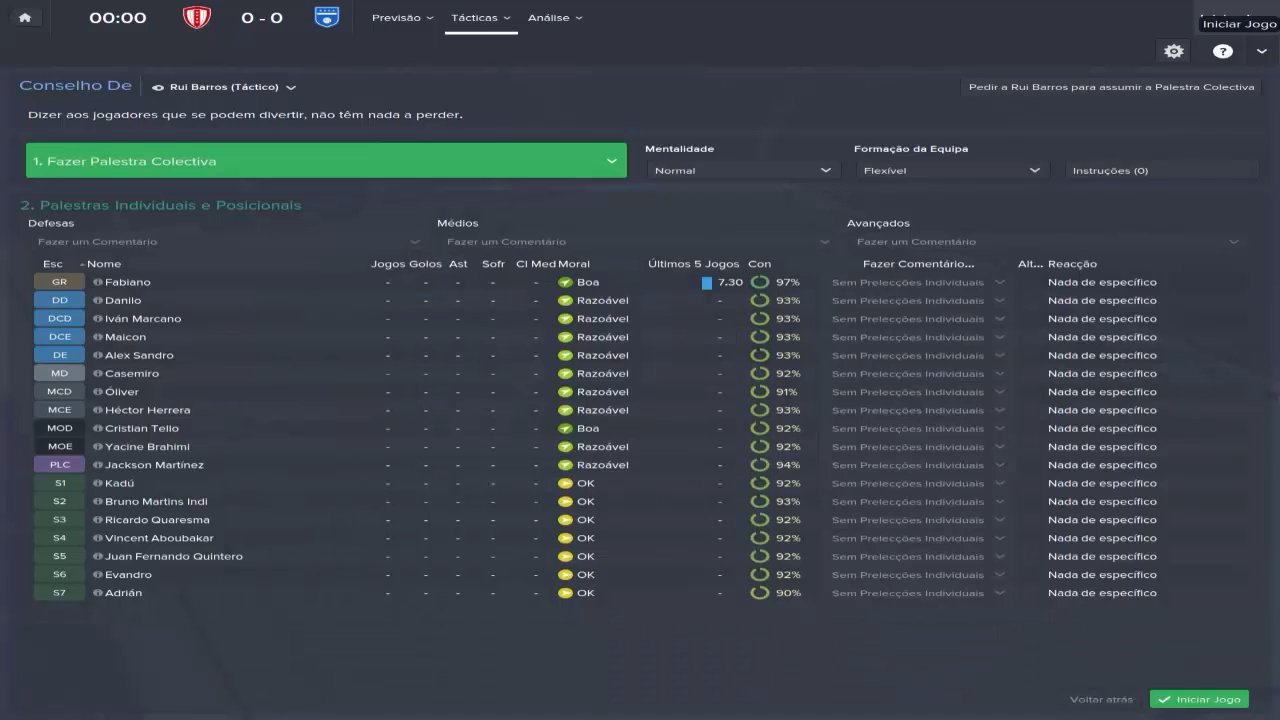 00:00 0 - 0 Previsão Tácticas Análise
Iniciar Jogo
?
Conselho De Rui Barros (Táctico) Pedir a Rui Barros para assumir a Palestra Colectiva
Dizer aos jogadores que se podem divertir, não têm nada a perder.
Mentalidade Formação da Equipa
1. Fazer Palestra Colectiva Normal Flexível Instruções (0)
2. Palestras Individuais e Posicionais
Defesas Médios Avançados
Fazer um Comentário Fazer um Comentário Fazer um Comentário
Esc Nome Jogos Golos Ast Sofr Cl Med Moral Últimos 5 Jogos Con Fazer Comentário... Alt... Reacção
GR Fabiano - - - - - Boa 7.30 97% Sem Prelecções Individuais Nada de específico
DD Danilo - - - - - Razoável - 93% Sem Prelecções Individuais Nada de específico
DCD Iván Marcano - - - - - Razoável - 93% Sem Prelecções Individuais Nada de específico
DCE Maicon - - - - - Razoável - 93% Sem Prelecções Individuais Nada de específico
DE Alex Sandro - - - - - Razoável - 93% Sem Prelecções Individuais Nada de específico
MD Casemiro - - - - - Razoável - 92% Sem Prelecções Individuais Nada de específico
MCD Óliver - - - - - Razoável - 91% Sem Prelecções Individuais Nada de específico
MCE Héctor Herrera - - - - - Razoável - 93% Sem Prelecções Individuais Nada de específico
MOD Cristian Tello - - - - - Boa - 92% Sem Prelecções Individuais Nada de específico
MOE Yacine Brahimi - - - - - Razoável - 92% Sem Prelecções Individuais Nada de específico
PLC Jackson Martínez - - - - - Razoável - 94% Sem Prelecções Individuais Nada de específico
S1 Kadú - - - - - OK - 92% Sem Prelecções Individuais Nada de específico
S2 Bruno Martins Indi - - - - - OK - 93% Sem Prelecções Individuais Nada de específico
S3 Ricardo Quaresma - - - - - OK - 92% Sem Prelecções Individuais Nada de específico
S4 Vincent Aboubakar - - - - - OK - 92% Sem Prelecções Individuais Nada de específico
S5 Juan Fernando Quintero - - - - - OK - 92% Sem Prelecções Individuais Nada de específico
S6 Evandro - - - - - OK - 92% Sem Prelecções Individuais Nada de específico
S7 Adrián - - - - - OK - 90% Sem Prelecções Individuais Nada de específico
Voltar atrás Iniciar Jogo